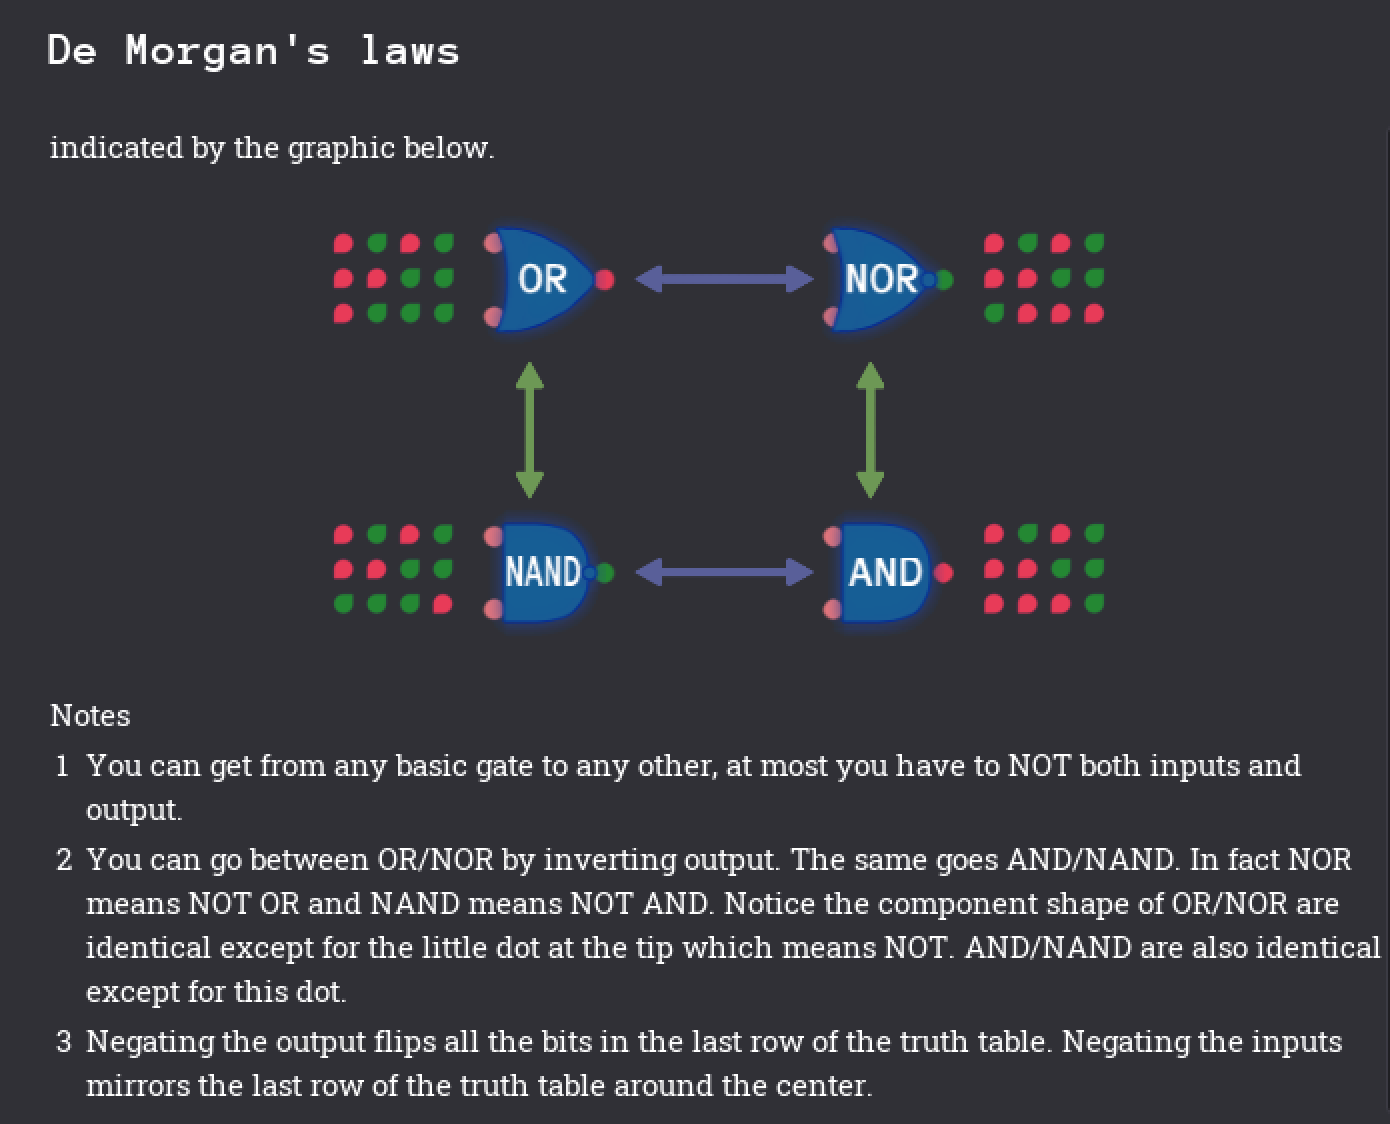 De Morgan's laws
indicated by the graphic below.
OR
NOR
NAND
AND
Notes
1 You can get from any basic gate to any other, at most you have to NOT both inputs and
output.
2 You can go between OR/NOR by inverting output. The same goes AND/NAND. In fact NOR
means NOT OR and NAND means NOT AND. Notice the component shape of OR/NOR are
identical except for the little dot at the tip which means NOT. AND/NAND are also identical
except for this dot.
3 Negating the output flips all the bits in the last row of the truth table. Negating the inputs
mirrors the last row of the truth table around the center.